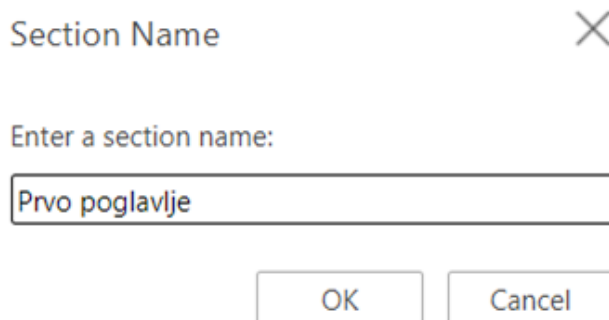 Section Name
Enter a section name:
Prvo poglavlje
OK Cancel